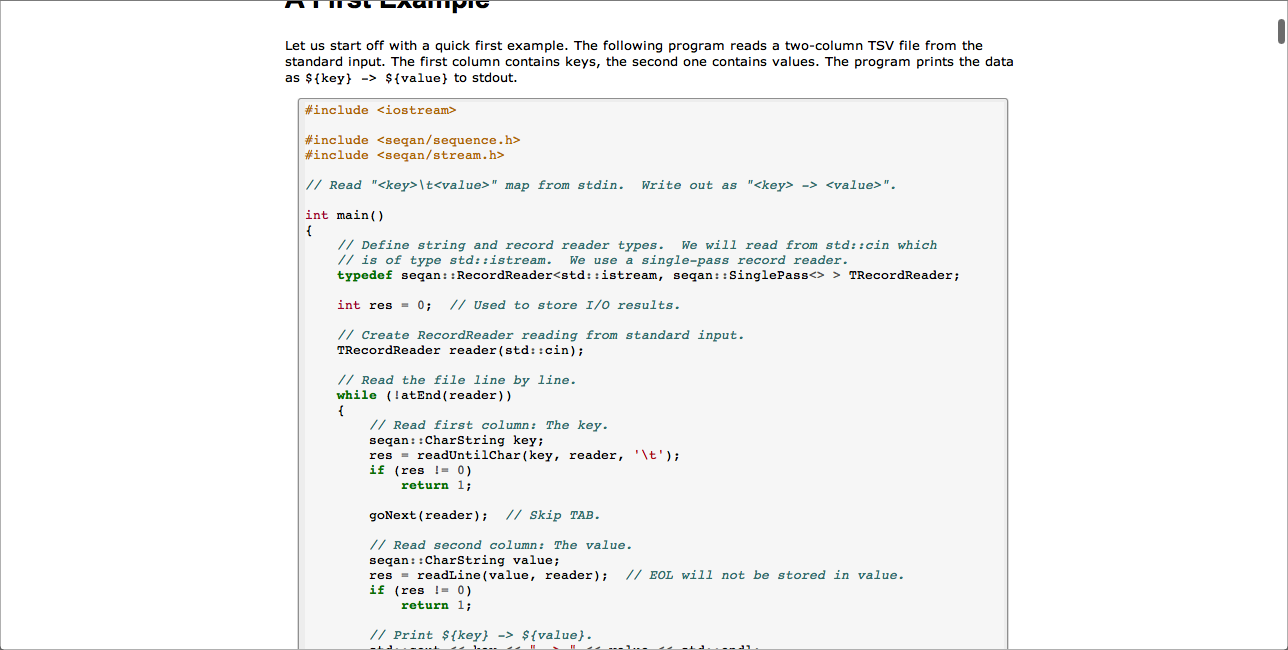 A First Example
Let us start off with a quick first example. The following program reads a two-column TSV file from the
standard input. The first column contains keys, the second one contains values. The program prints the data
as ${key} -> ${value} to stdout.
#include <iostream>
#include <seqan/sequence.h>
#include <seqan/stream.h>
// Read "<key>\t<value>" map from stdin.  Write out as "<key> -> <value>".
int main()
{
    // Define string and record reader types.  We will read from std::cin which
    // is of type std::istream.  We use a single-pass record reader.
    typedef seqan::RecordReader<std::istream, seqan::SinglePass<> > TRecordReader;
    int res = 0;  // Used to store I/O results.
    // Create RecordReader reading from standard input.
    TRecordReader reader(std::cin);
    // Read the file line by line.
    while (!atEnd(reader))
    {
        // Read first column: The key.
        seqan::CharString key;
        res = readUntilChar(key, reader, '\t');
        if (res != 0)
            return 1;
        goNext(reader);  // Skip TAB.
        // Read second column: The value.
        seqan::CharString value;
        res = readLine(value, reader);  // EOL will not be stored in value.
        if (res != 0)
            return 1;
        // Print ${key} -> ${value}.
        std::cout << key << " -> " << value << std::endl;